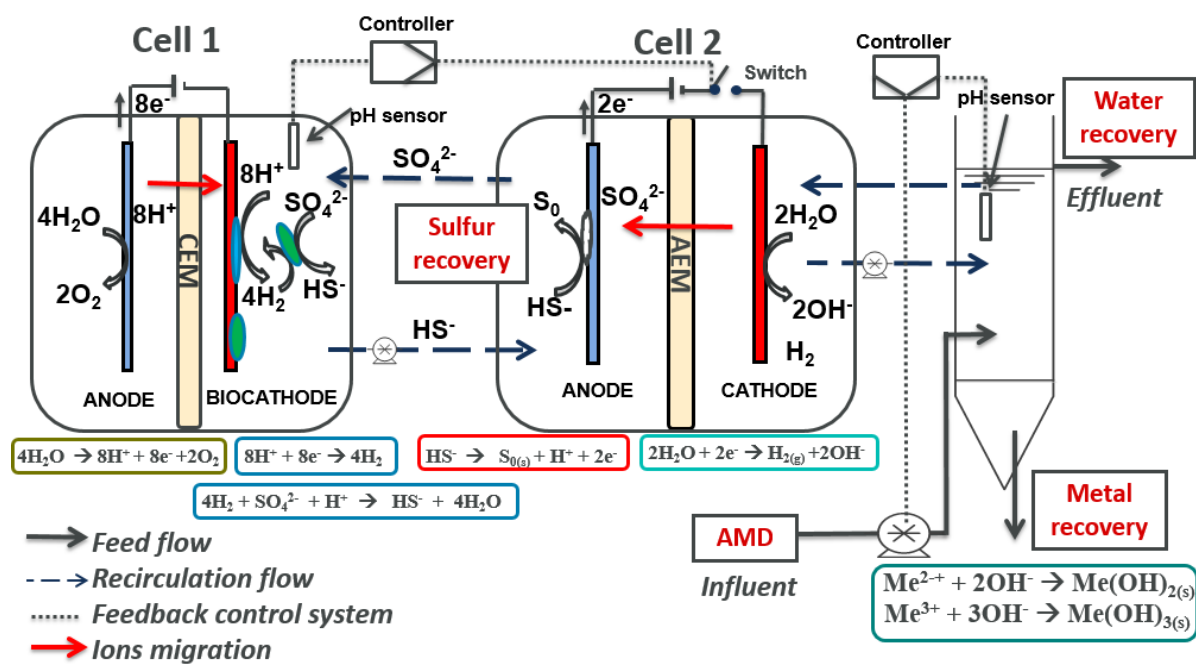 Cell 1
Controller
Cell 2
Controller
Switch
8e⁻
pH sensor
2e⁻
pH sensor
Water
recovery
Effluent
4H₂O
8H⁺
2O₂
CEM
8H⁺
SO₄²⁻
4H₂
HS⁻
ANODE
BIOCATHODE
SO₄²⁻
Sulfur
recovery
HS⁻
S₀
HS-
SO₄²⁻
AEM
2H₂O
2OH⁻
H₂
ANODE
CATHODE
4H₂O → 8H⁺ + 8e⁻ +2O₂
8H⁺ + 8e⁻ → 4H₂
HS⁻ → S₀₍ₛ₎ + H⁺ + 2e⁻
2H₂O + 2e⁻ → H₂₍g₎ +2OH⁻
4H₂ + SO₄²⁻ + H⁺ → HS⁻ + 4H₂O
Feed flow
Recirculation flow
Feedback control system
Ions migration
AMD
Influent
Metal
recovery
Me²⁻⁺ + 2OH⁻ → Me(OH)₂₍ₛ₎
Me³⁺ + 3OH⁻ → Me(OH)₃₍ₛ₎